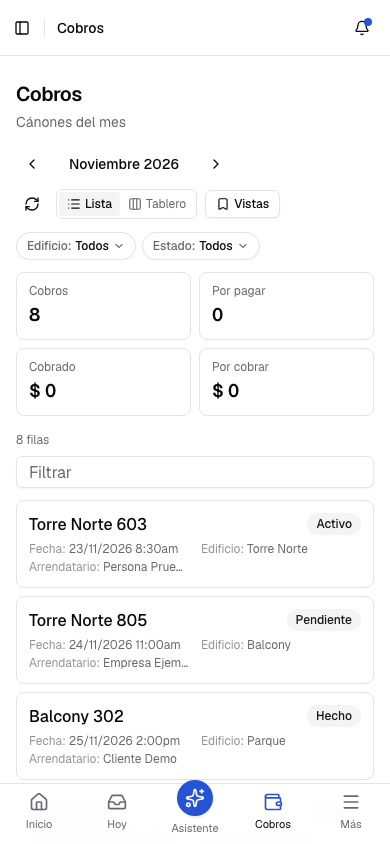 Cobros
Cobros
Cánones del mes
Noviembre 2026
Lista
Tablero
Vistas
Edificio: Todos
Estado: Todos
Cobros
8
Por pagar
0
Cobrado
$ 0
Por cobrar
$ 0
8 filas
Filtrar
Torre Norte 603
Activo
Fecha: 23/11/2026 8:30am
Edificio: Torre Norte
Arrendatario: Persona Prue…
Torre Norte 805
Pendiente
Fecha: 24/11/2026 11:00am
Edificio: Balcony
Arrendatario: Empresa Ejem…
Balcony 302
Hecho
Fecha: 25/11/2026 2:00pm
Edificio: Parque
Arrendatario: Cliente Demo
Inicio
Hoy
Asistente
Cobros
Más